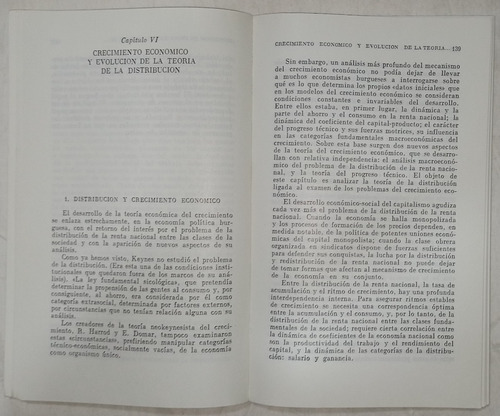 Capítulo VI
CRECIMIENTO ECONOMICO
Y EVOLUCION DE LA TEORIA
DE LA DISTRIBUCION
1. DISTRIBUCION Y CRECIMIENTO ECONOMICO
El desarrollo de la teoría económica del crecimiento
se enlaza estrechamente, en la economía política bur-
guesa, con el retorno del interés por el problema de la
distribución de la renta nacional entre las clases de la
sociedad y con la aparición de nuevos aspectos de su
análisis.
Como ya hemos visto, Keynes no estudió el problema
de la distribución. (Era esta una de las condiciones insti-
tucionales que quedaban fuera de los marcos de su aná-
lisis). «La ley fundamental sicológica», que pretendía
determinar la propensión de las gentes al consumo y, por
consiguiente, al ahorro, era considerada por él como
categoría extrasocial, determinada por factores externos,
por circunstancias que no tenían relación alguna con su
análisis.
Los creadores de la teoría neokeynesista del creci-
miento, R. Harrod y E. Domar, tampoco examinaron
estas circunstancias, prefiriendo manipular categorías
técnico-económicas, socialmente vacías, de la economía
como organismo único.
CRECIMIENTO ECONOMICO Y EVOLUCION DE LA TEORIA... 139
Sin embargo, un análisis más profundo del mecanismo
del crecimiento económico no podía dejar de llevar
a muchos economistas burgueses a interrogarse sobre
qué es lo que determina los propios «datos iniciales» que
en los modelos del crecimiento económico se consideran
condiciones constantes e invariables del desarrollo.
Entre ellos estaba, en primer lugar, la dinámica y la
parte del ahorro y el consumo en la renta nacional; la
dinámica del coeficiente del capital-producto; el carácter
del progreso técnico y sus fuerzas motrices, su influencia
en las categorías fundamentales macroeconómicas del
crecimiento. Sobre esta base surgen dos nuevos aspectos
de la teoría del crecimiento económico, que se desarro-
llan con relativa independencia: el análisis macroeconó-
mico del problema de la distribución de la renta nacio-
nal, y la teoría del progreso técnico. El objeto de
este capítulo es analizar la teoría de la distribución
ligada al examen de los problemas del crecimiento eco-
nómico.
El desarrollo económico-social del capitalismo agudiza
cada vez más el problema de la distribución de la renta
nacional. Cuando la economía se halla monopolizada
y los procesos de formación de los precios dependen, en
medida notable, de la política de potentes uniones econó-
micas del capital monopolista; cuando la clase obrera
organizada en sindicatos dispone de fuerzas suficientes
para defender sus conquistas, la lucha por la distribución
y redistribución de la renta nacional no puede dejar de
tomar formas que afectan al mecanismo de crecimiento
de la economía en su conjunto.
Entre la distribución de la renta nacional, la tasa de
acumulación y el ritmo de crecimiento, hay una profunda
interdependencia interna. Para asegurar ritmos estables
de crecimiento se necesita una correspondencia óptima
entre la acumulación y el consumo, y, por lo tanto, de la
distribución de la renta nacional entre las clases funda-
mentales de la sociedad; requiere cierta correlación entre
la dinámica de coeficientes de la economía nacional como
son la productividad del trabajo y el rendimiento del
capital, y la dinámica de las categorías de la distribu-
ción: salario y ganancia.